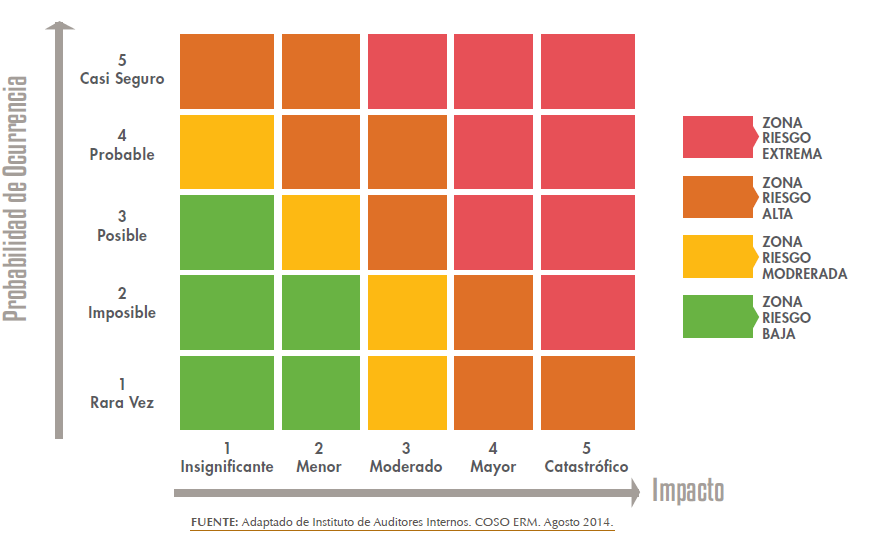 Probabilidad de Ocurrencia
5
Casi Seguro
4
Probable
3
Posible
2
Imposible
1
Rara Vez
1
Insignificante
2
Menor
3
Moderado
4
Mayor
5
Catastrófico
Impacto
ZONA
RIESGO
EXTREMA
ZONA
RIESGO
ALTA
ZONA
RIESGO
MODRERADA
ZONA
RIESGO
BAJA
FUENTE: Adaptado de Instituto de Auditores Internos. COSO ERM. Agosto 2014.